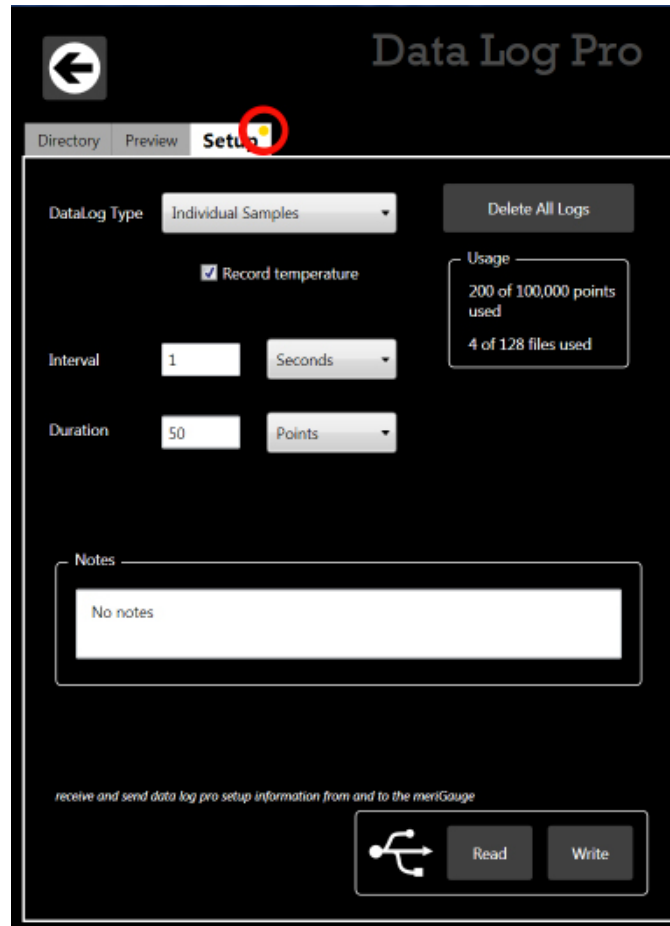 Data Log Pro
Directory Preview Setup
DataLog Type Individual Samples Delete All Logs
Record temperature
Usage
200 of 100,000 points
used
4 of 128 files used
Interval 1 Seconds
Duration 50 Points
Notes
No notes
receive and send data log pro setup information from and to the meriGauge
Read Write